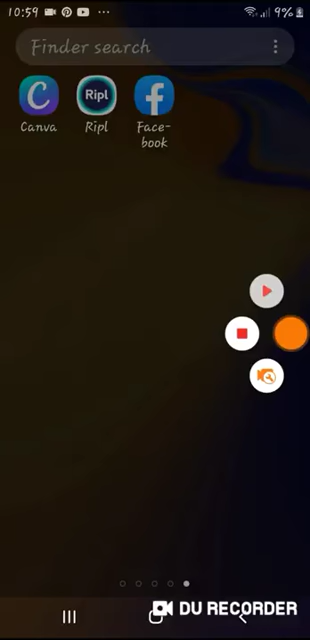 10:59 9%
Finder search
Ripl
Canva Ripl Face-
book
DU RECORDER